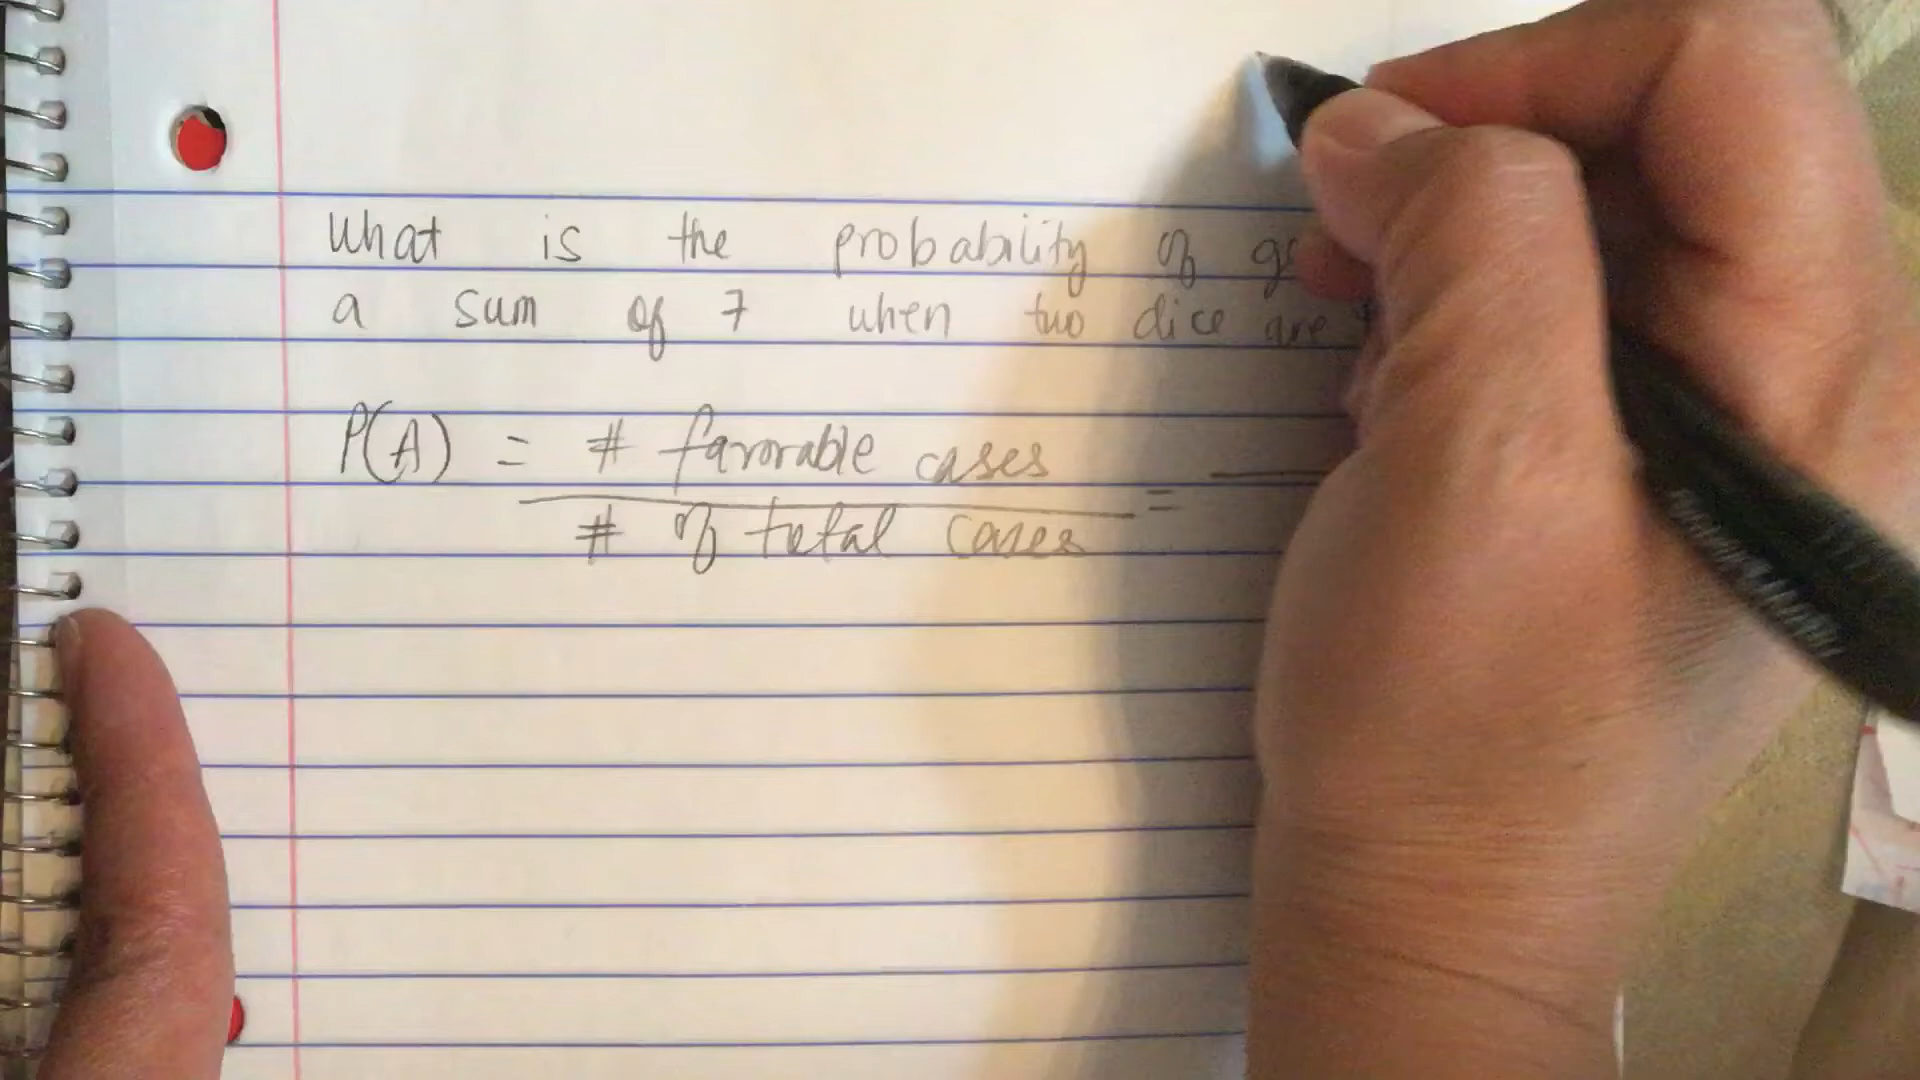 What is the probability of
a sum of 7 when two dice are
P(A) = # favorable cases
# of total cases =